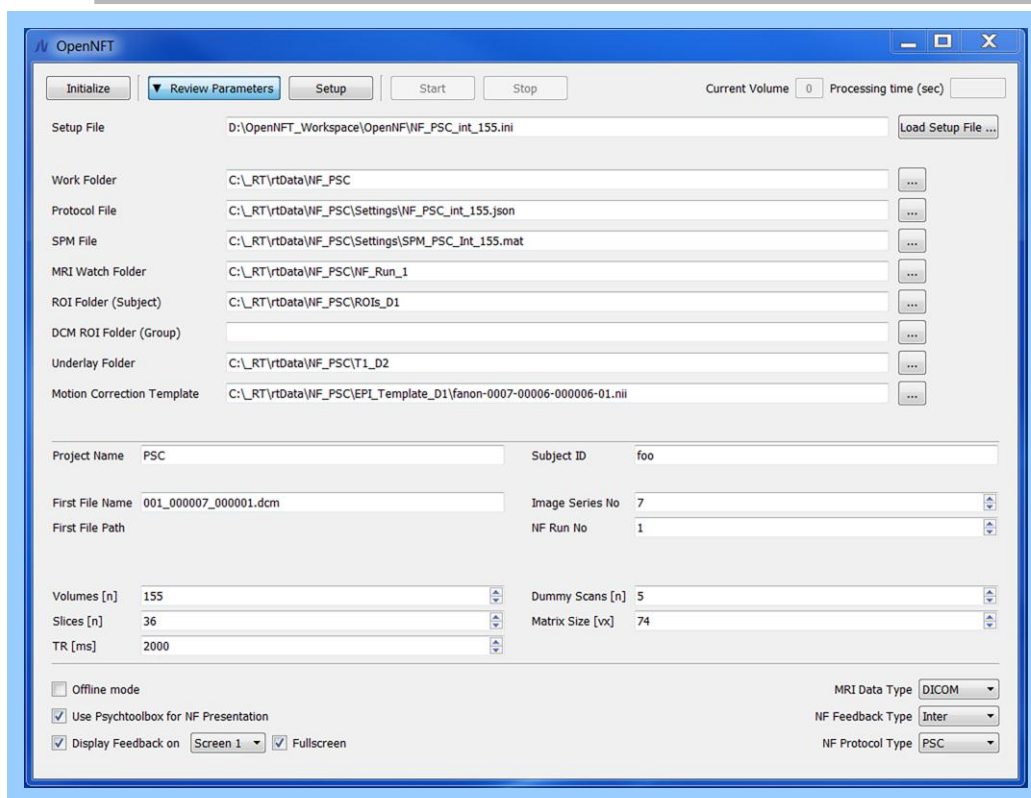 OpenNFT
Initialize ▼ Review Parameters Setup Start Stop Current Volume 0 Processing time (sec)
Setup File D:\OpenNFT_Workspace\OpenNF\NF_PSC_int_155.ini Load Setup File ...
Work Folder C:\_RT\rtData\NF_PSC ...
Protocol File C:\_RT\rtData\NF_PSC\Settings\NF_PSC_int_155.json ...
SPM File C:\_RT\rtData\NF_PSC\Settings\SPM_PSC_Int_155.mat ...
MRI Watch Folder C:\_RT\rtData\NF_PSC\NF_Run_1 ...
ROI Folder (Subject) C:\_RT\rtData\NF_PSC\ROIs_D1 ...
DCM ROI Folder (Group) ...
Underlay Folder C:\_RT\rtData\NF_PSC\T1_D2 ...
Motion Correction Template C:\_RT\rtData\NF_PSC\EPI_Template_D1\fanon-0007-00006-000006-01.nii ...
Project Name PSC Subject ID foo
First File Name 001_000007_000001.dcm Image Series No 7
First File Path NF Run No 1
Volumes [n] 155 Dummy Scans [n] 5
Slices [n] 36 Matrix Size [vx] 74
TR [ms] 2000
Offline mode MRI Data Type DICOM
Use Psychtoolbox for NF Presentation NF Feedback Type Inter
Display Feedback on Screen 1 Fullscreen NF Protocol Type PSC